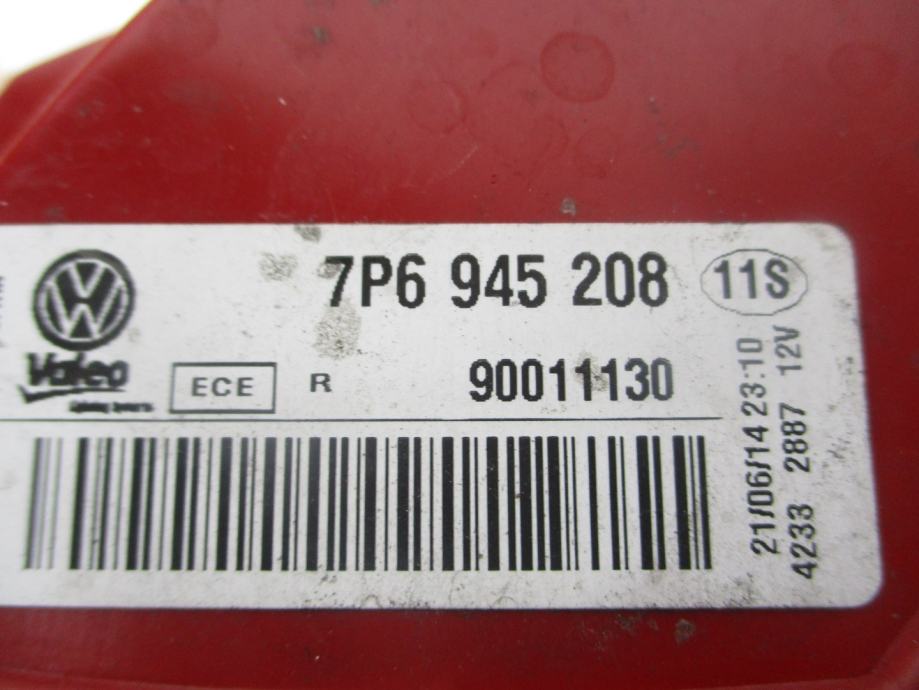 7P6 945 208 11S
Valeo ECE R 90011130
21/06/14 23:10
4233 2887 12V